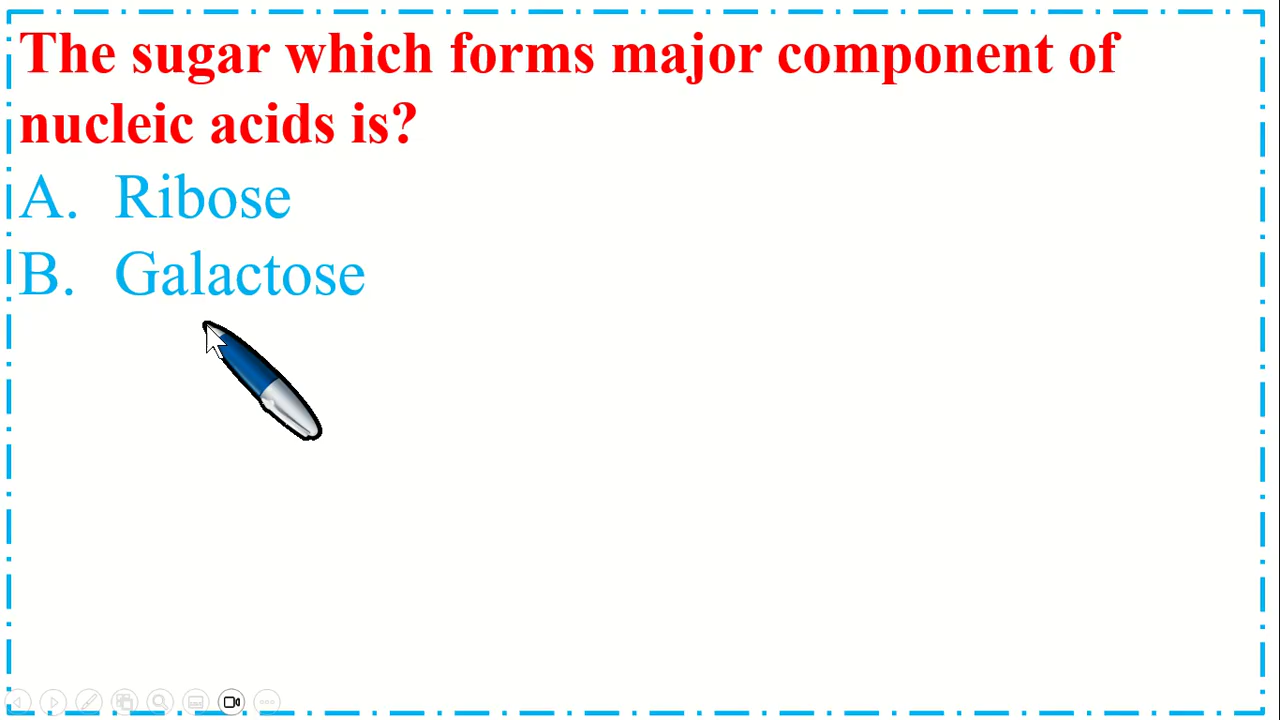 The sugar which forms major component of
nucleic acids is?
A. Ribose
B. Galactose